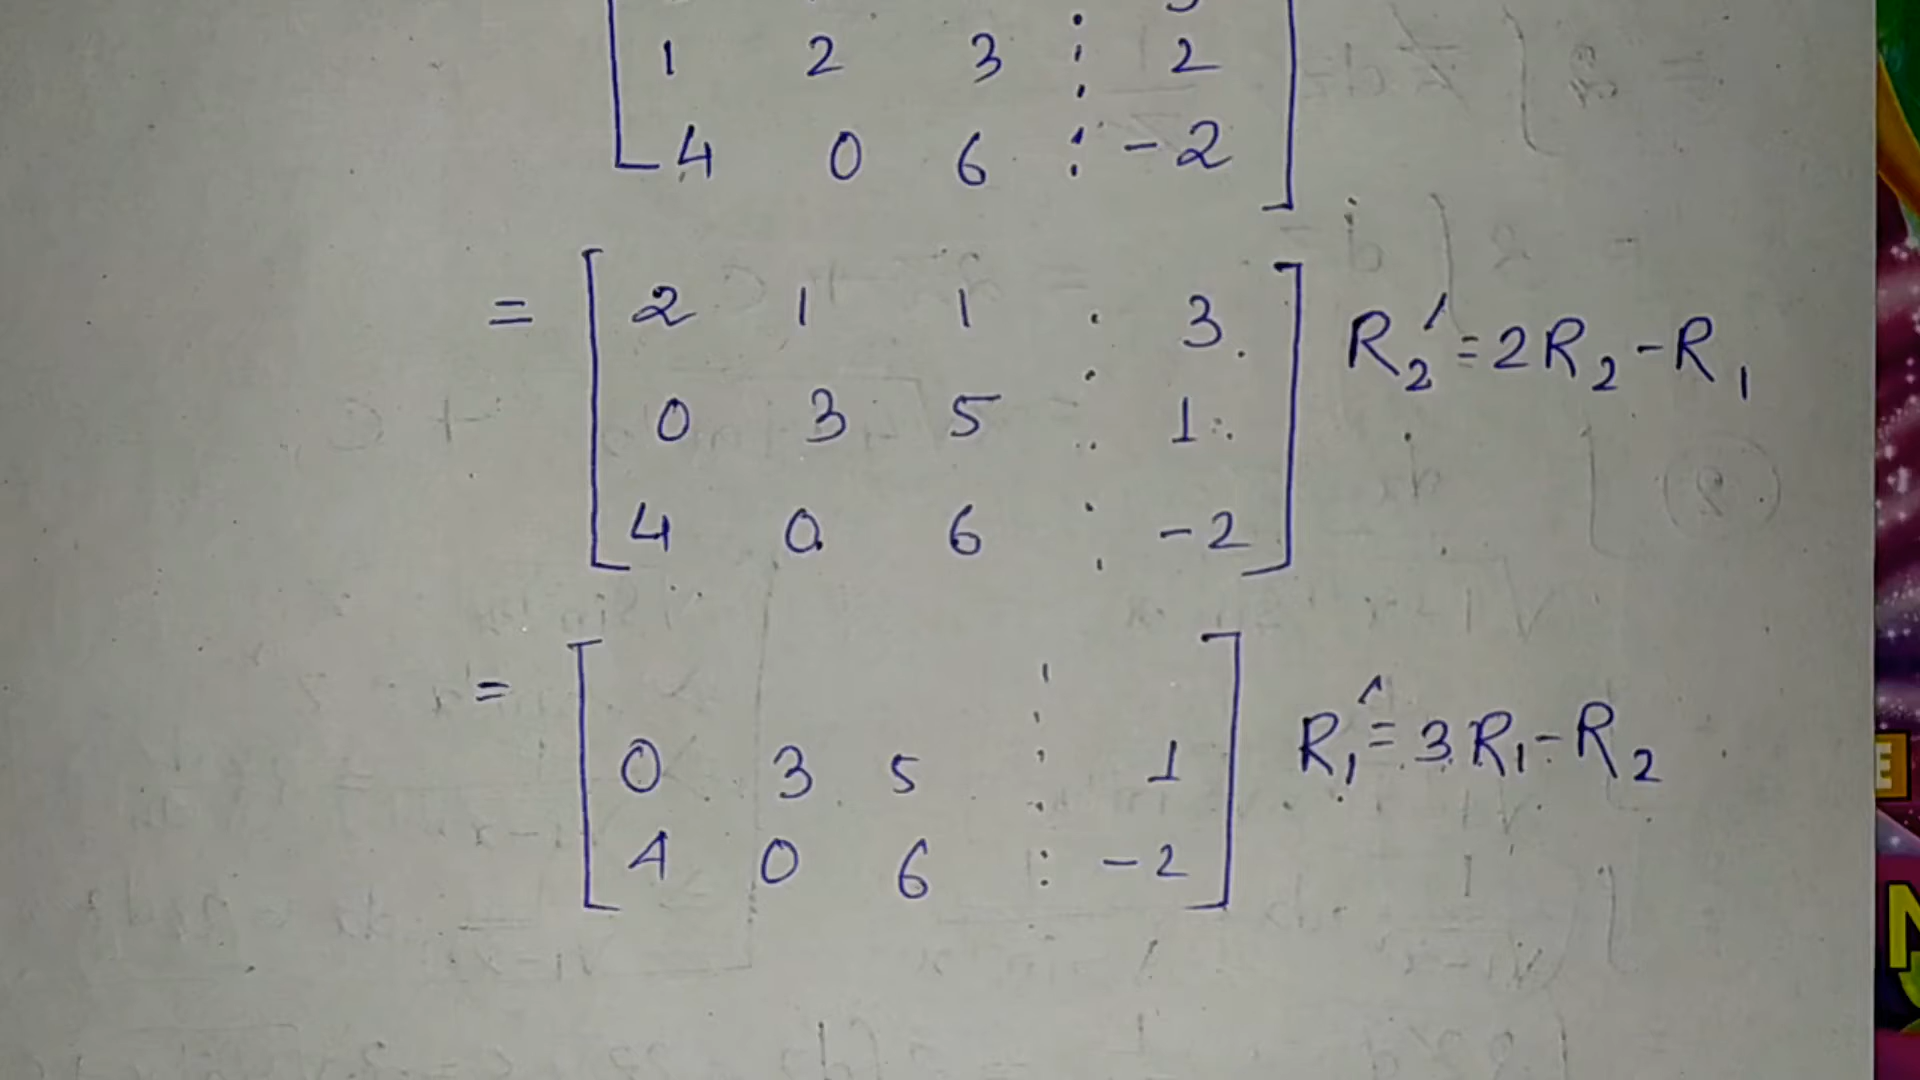 1 2 3 : 2
4 0 6 : -2
= [ 2 1 1 : 3 ] R₂′ = 2R₂ - R₁
0 3 5 : 1
4 0 6 : -2
= [ 0 3 5 : 1 ] R₁′ = 3R₁ - R₂
4 0 6 : -2